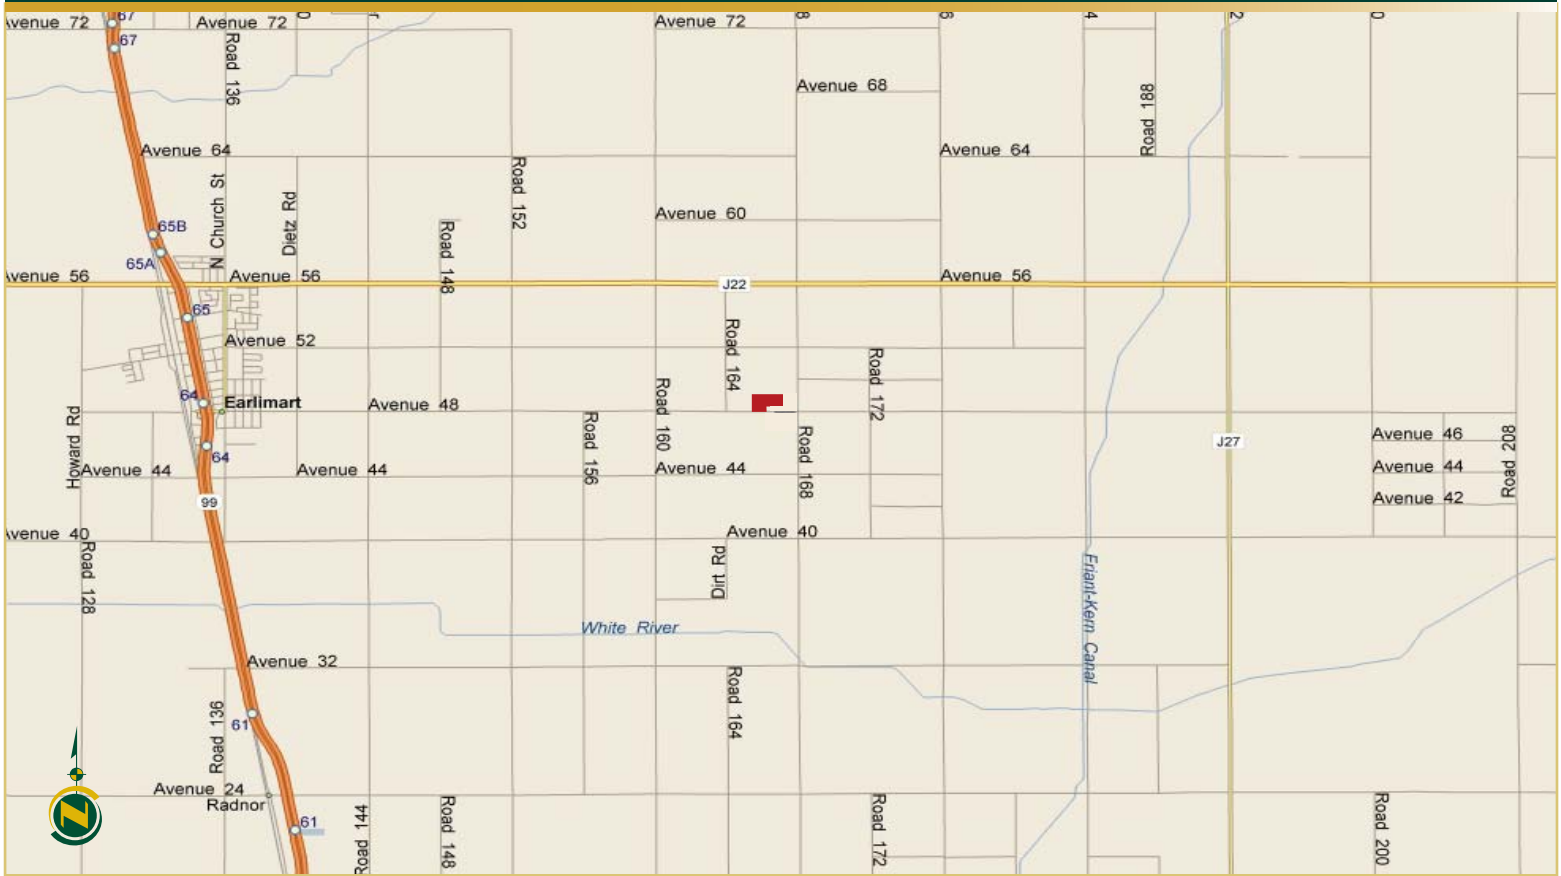 67
Avenue 72
Avenue 72
Avenue 72
67
Road 136
Avenue 68
Road 188
Avenue 64
Avenue 64
Road 152
N Church St
Dietz Rd
Avenue 60
65B
Road 148
65A
Avenue 56
Avenue 56
Avenue 56
J22
65
Road 164
Avenue 52
Road 172
Road 160
64
Earlimart
Avenue 48
Howard Rd
Road 156
Road 168
Avenue 46
Road 208
J27
64
Avenue 44
Avenue 44
Avenue 44
Avenue 44
99
Avenue 42
Avenue 40
Avenue 40
Road 128
Dirt Rd
Friant-Kern Canal
White River
Avenue 32
Road 164
Road 136
61
Avenue 24
Radnor
61
144 Road
Road 148
Road 172
Road 200
N